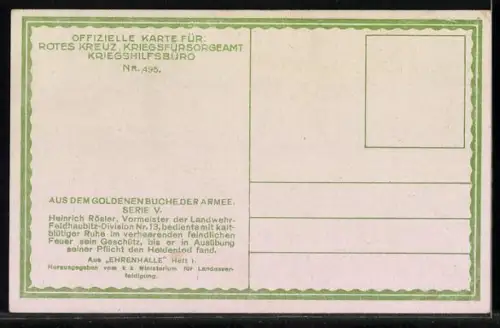 OFFIZIELLE KARTE FÜR:
ROTES KREUZ, KRIEGSFÜRSORGEAMT
KRIEGSHILFSBÜRO
Nr. 495.
AUS DEM GOLDENEN BUCHE DER ARMEE.
SERIE V.
Heinrich Rösler, Vormeister der Landwehr-
Feldhaubitz-Division Nr. 13, bediente mit kalt-
blütiger Ruhe im verheerenden feindlichen
Feuer sein Geschütz, bis er in Ausübung
seiner Pflicht den Heldentod fand.
Aus „EHRENHALLE" Heft 1.
Herausgegeben vom k. k. Ministerium für Landesver-
teidigung.